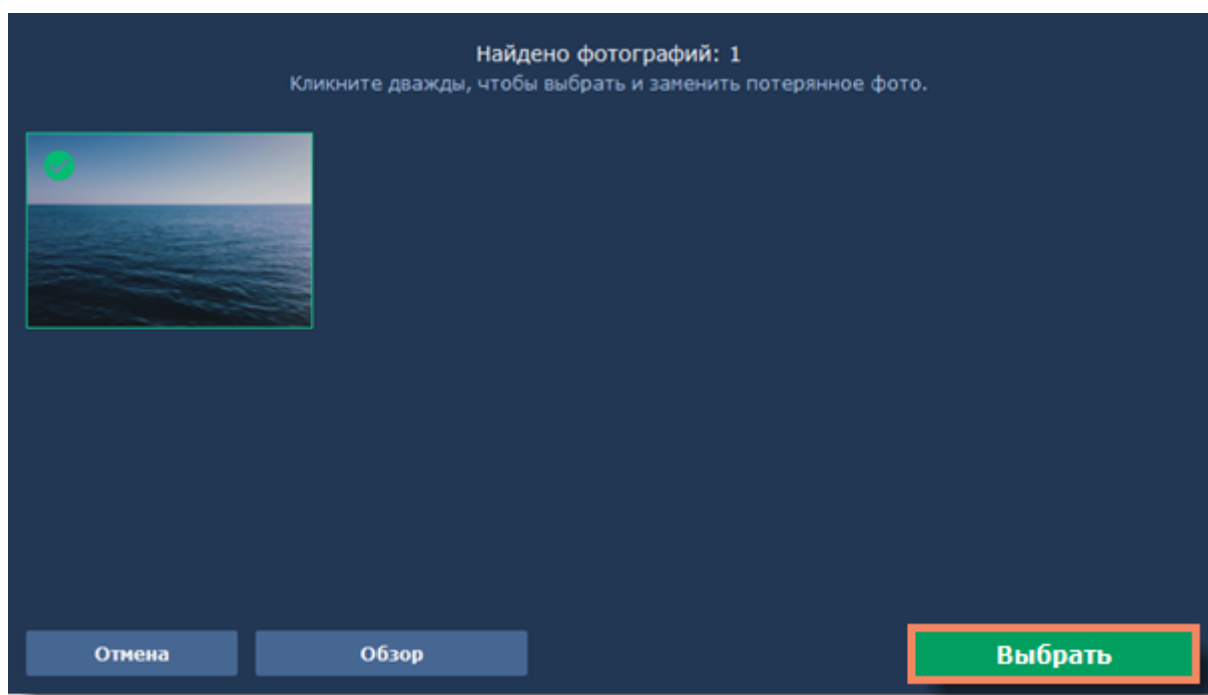 Найдено фотографий: 1
Кликните дважды, чтобы выбрать и заменить потерянное фото.
Отмена
Обзор
Выбрать